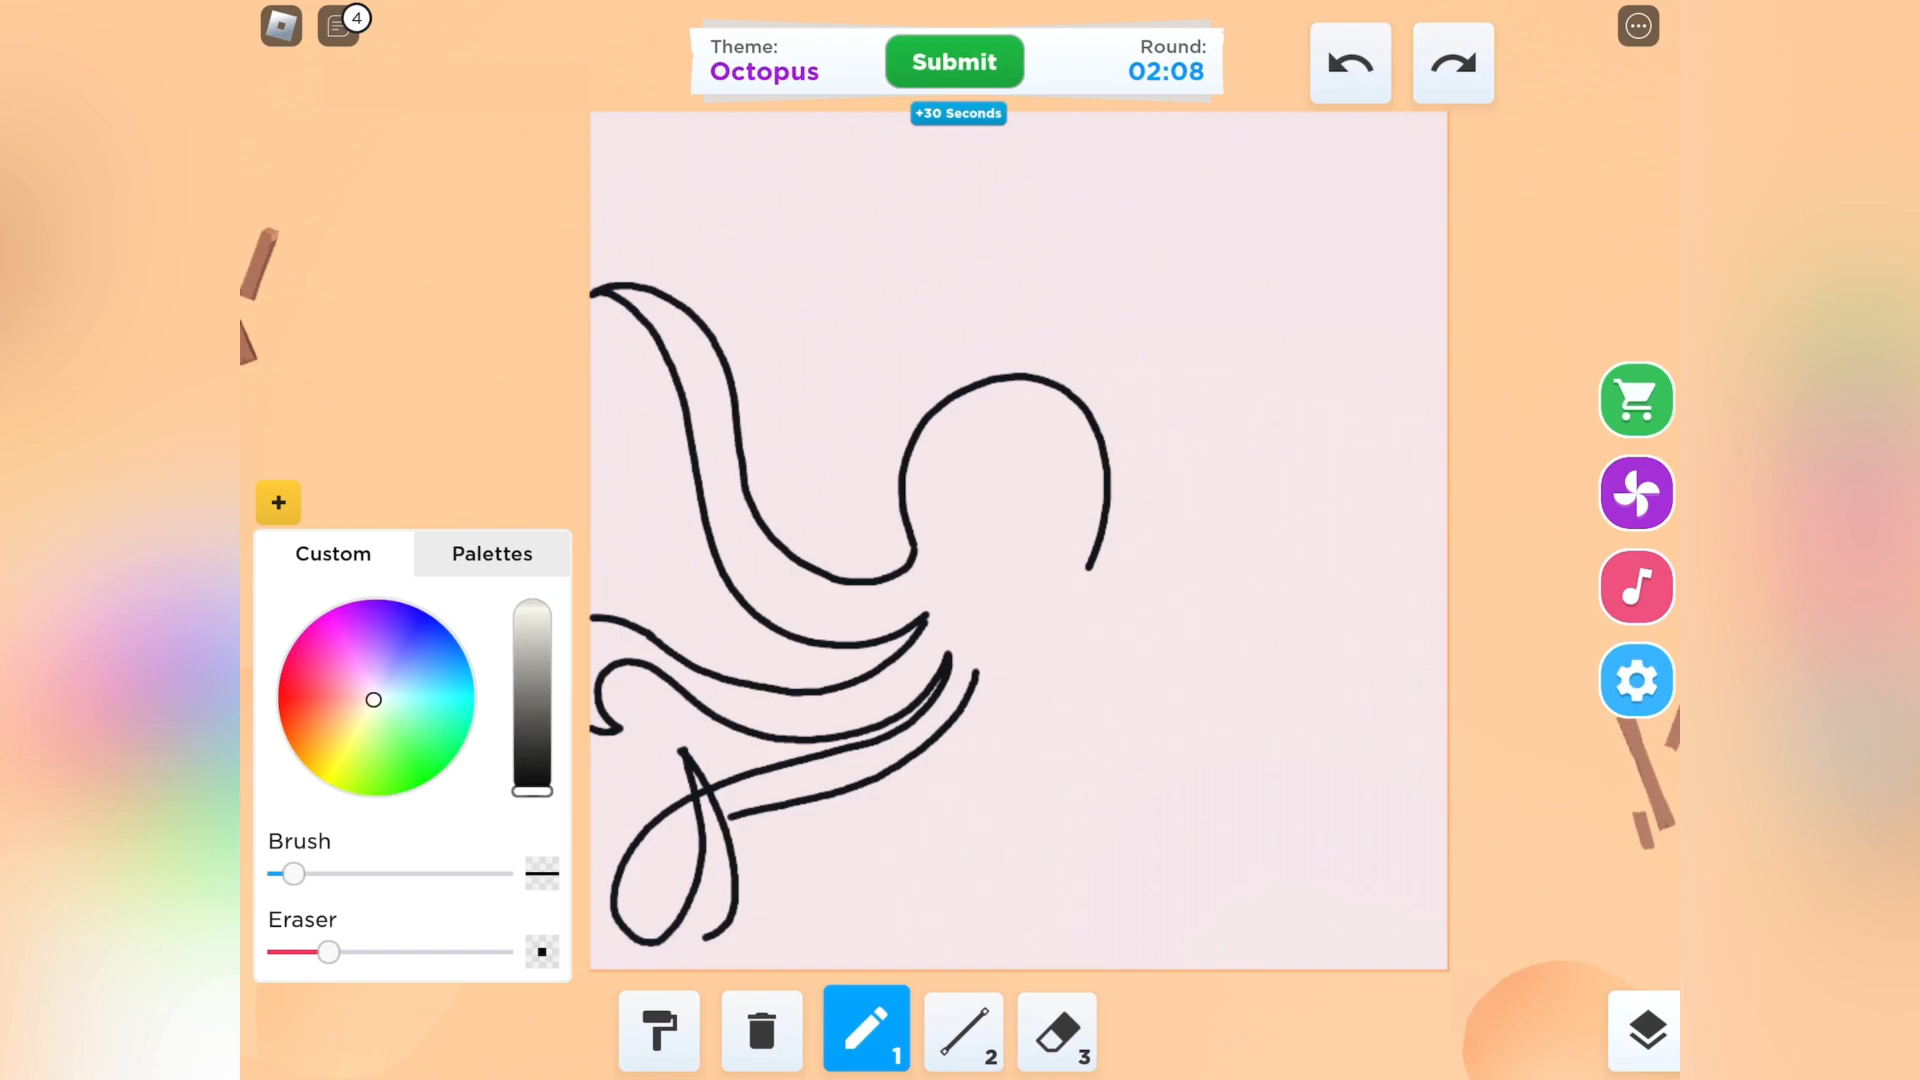 4
Theme:
Octopus
Submit
Round:
02:08
+30 Seconds
+
Custom
Palettes
Brush
Eraser
1
2
3